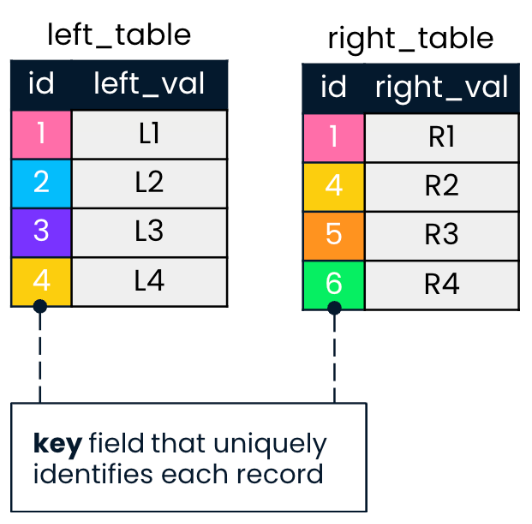 left_table
id left_val
1 L1
2 L2
3 L3
4 L4
right_table
id right_val
1 R1
4 R2
5 R3
6 R4
key field that uniquely
identifies each record